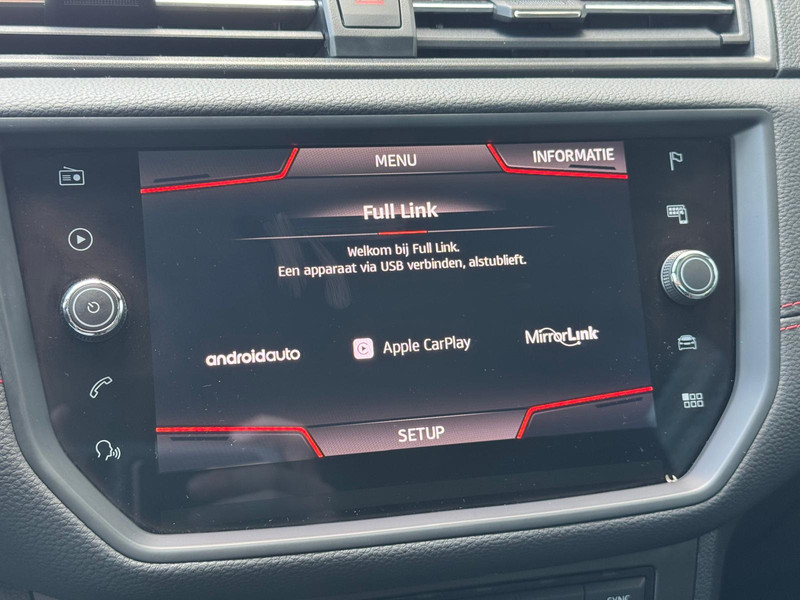 MENU
INFORMATIE
Full Link
Welkom bij Full Link.
Een apparaat via USB verbinden, alstublieft.
androidauto
Apple CarPlay
MirrorLink
SETUP
SYNC